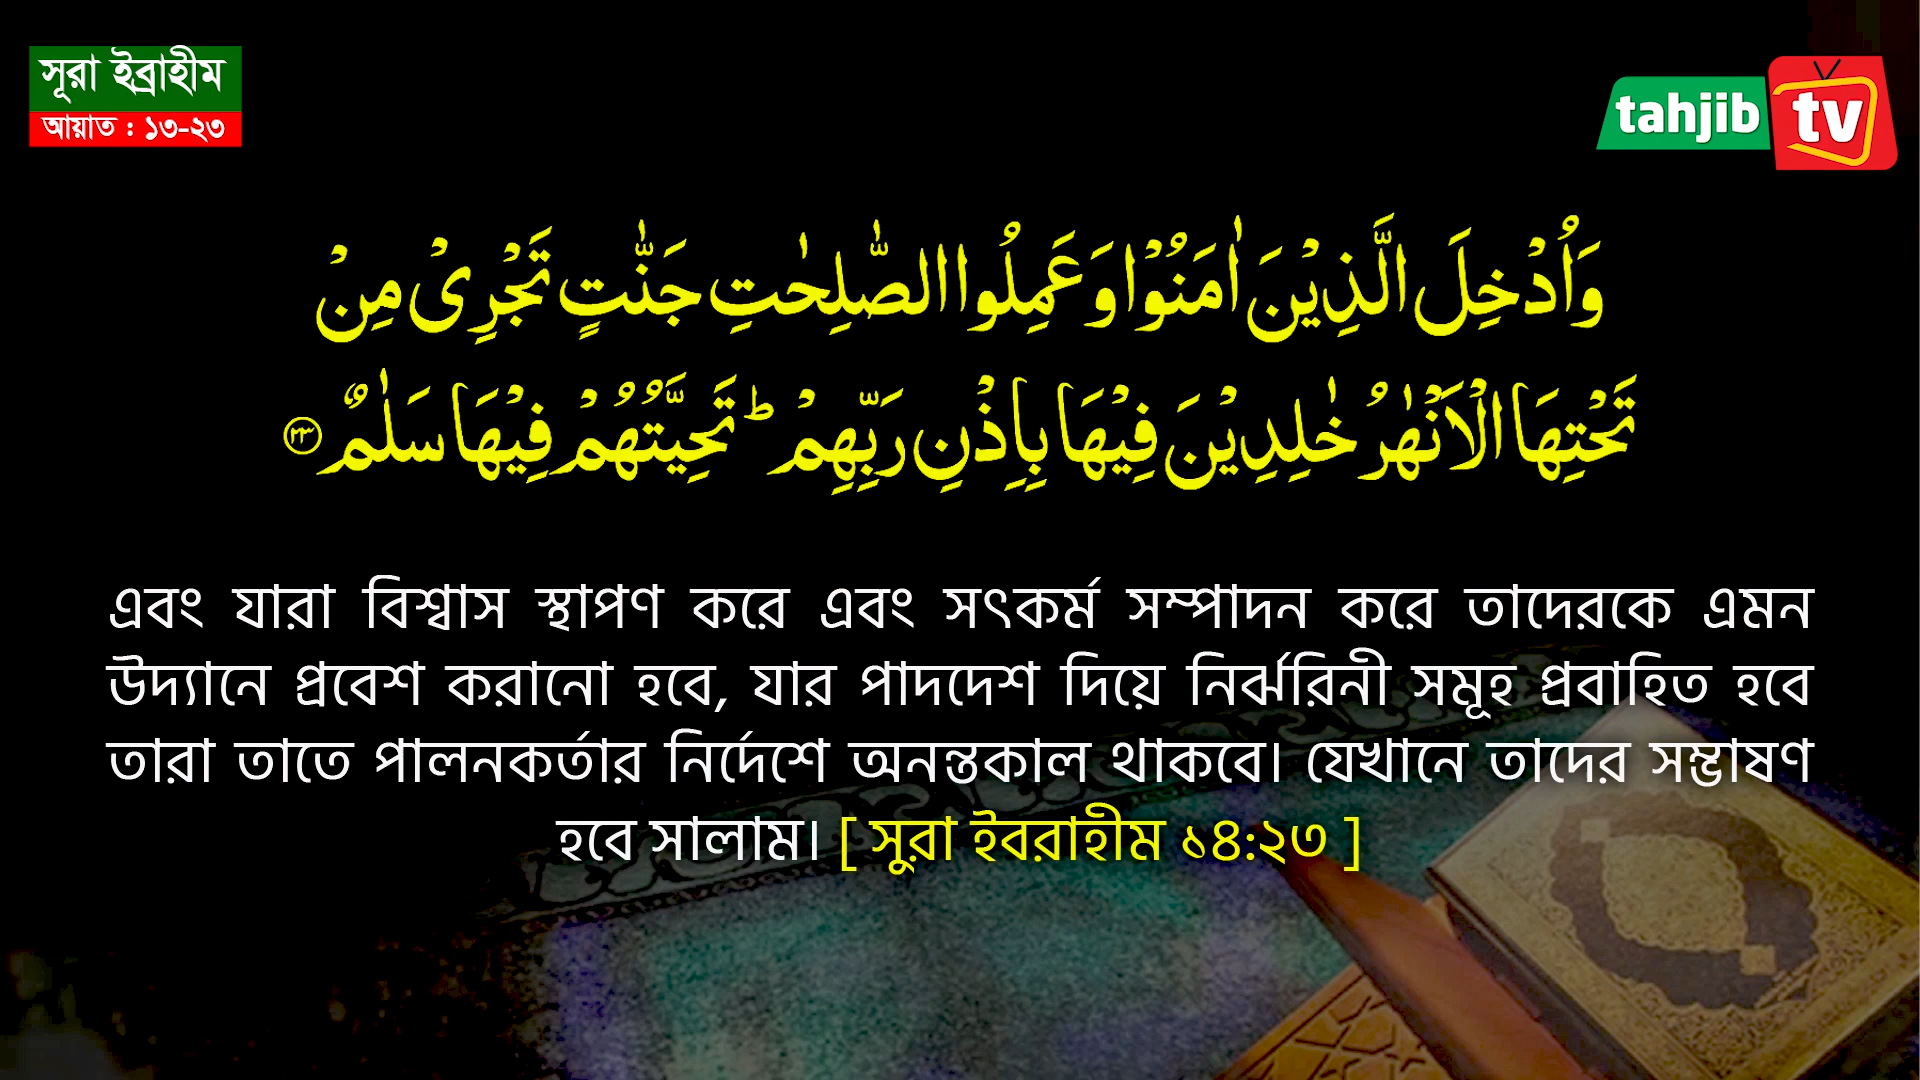 সূরা ইব্রাহীম
আয়াত : ১৩-২৩
tahjib tv
وَاُدْخِلَ الَّذِيْنَ اٰمَنُوْا وَعَمِلُوا الصّٰلِحٰتِ جَنّٰتٍ تَجْرِيْ مِنْ
تَحْتِهَا الْاَنْهٰرُ خٰلِدِيْنَ فِيْهَا بِاِذْنِ رَبِّهِمْ ؕ تَحِيَّتُهُمْ فِيْهَا سَلٰمٌ ﴿۲۳﴾
এবং যারা বিশ্বাস স্থাপণ করে এবং সৎকর্ম সম্পাদন করে তাদেরকে এমন
উদ্যানে প্রবেশ করানো হবে, যার পাদদেশ দিয়ে নির্ঝরিনী সমূহ প্রবাহিত হবে
তারা তাতে পালনকর্তার নির্দেশে অনন্তকাল থাকবে। যেখানে তাদের সম্ভাষণ
হবে সালাম। [ সুরা ইবরাহীম ১৪:২৩ ]